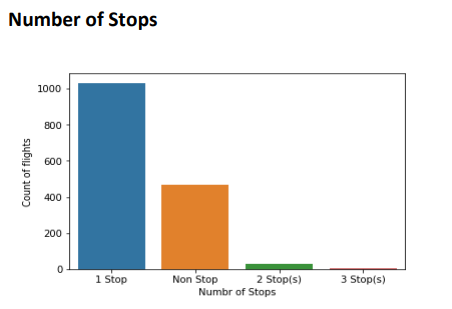 Number of Stops
1000
800
600
400
200
0
Count of flights
1 Stop
Non Stop
2 Stop(s)
3 Stop(s)
Numbr of Stops